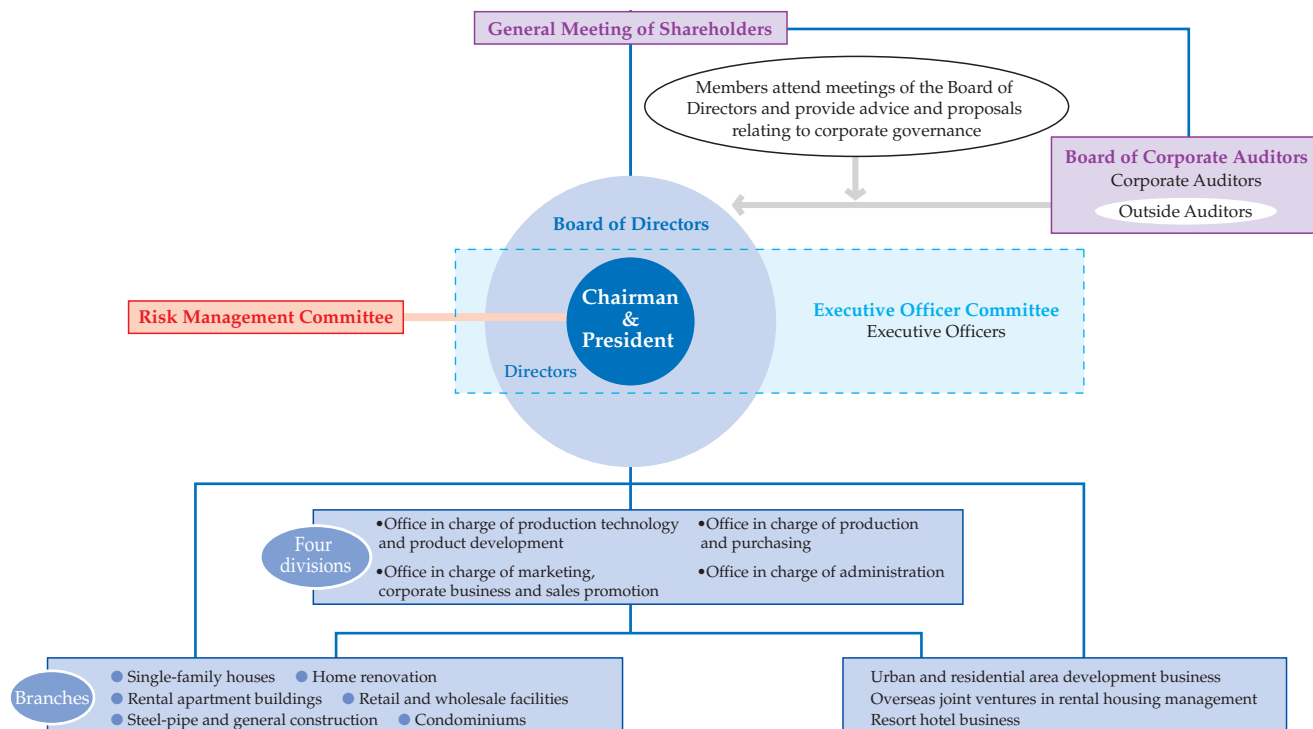 General Meeting of Shareholders
Members attend meetings of the Board of
Directors and provide advice and proposals
relating to corporate governance
Board of Corporate Auditors
Corporate Auditors
Outside Auditors
Board of Directors
Chairman
&
President
Directors
Risk Management Committee
Executive Officer Committee
Executive Officers
Four
divisions
•Office in charge of production technology
and product development
•Office in charge of production
and purchasing
•Office in charge of marketing,
corporate business and sales promotion
•Office in charge of administration
Branches
● Single-family houses ● Home renovation
● Rental apartment buildings ● Retail and wholesale facilities
● Steel-pipe and general construction ● Condominiums
Urban and residential area development business
Overseas joint ventures in rental housing management
Resort hotel business